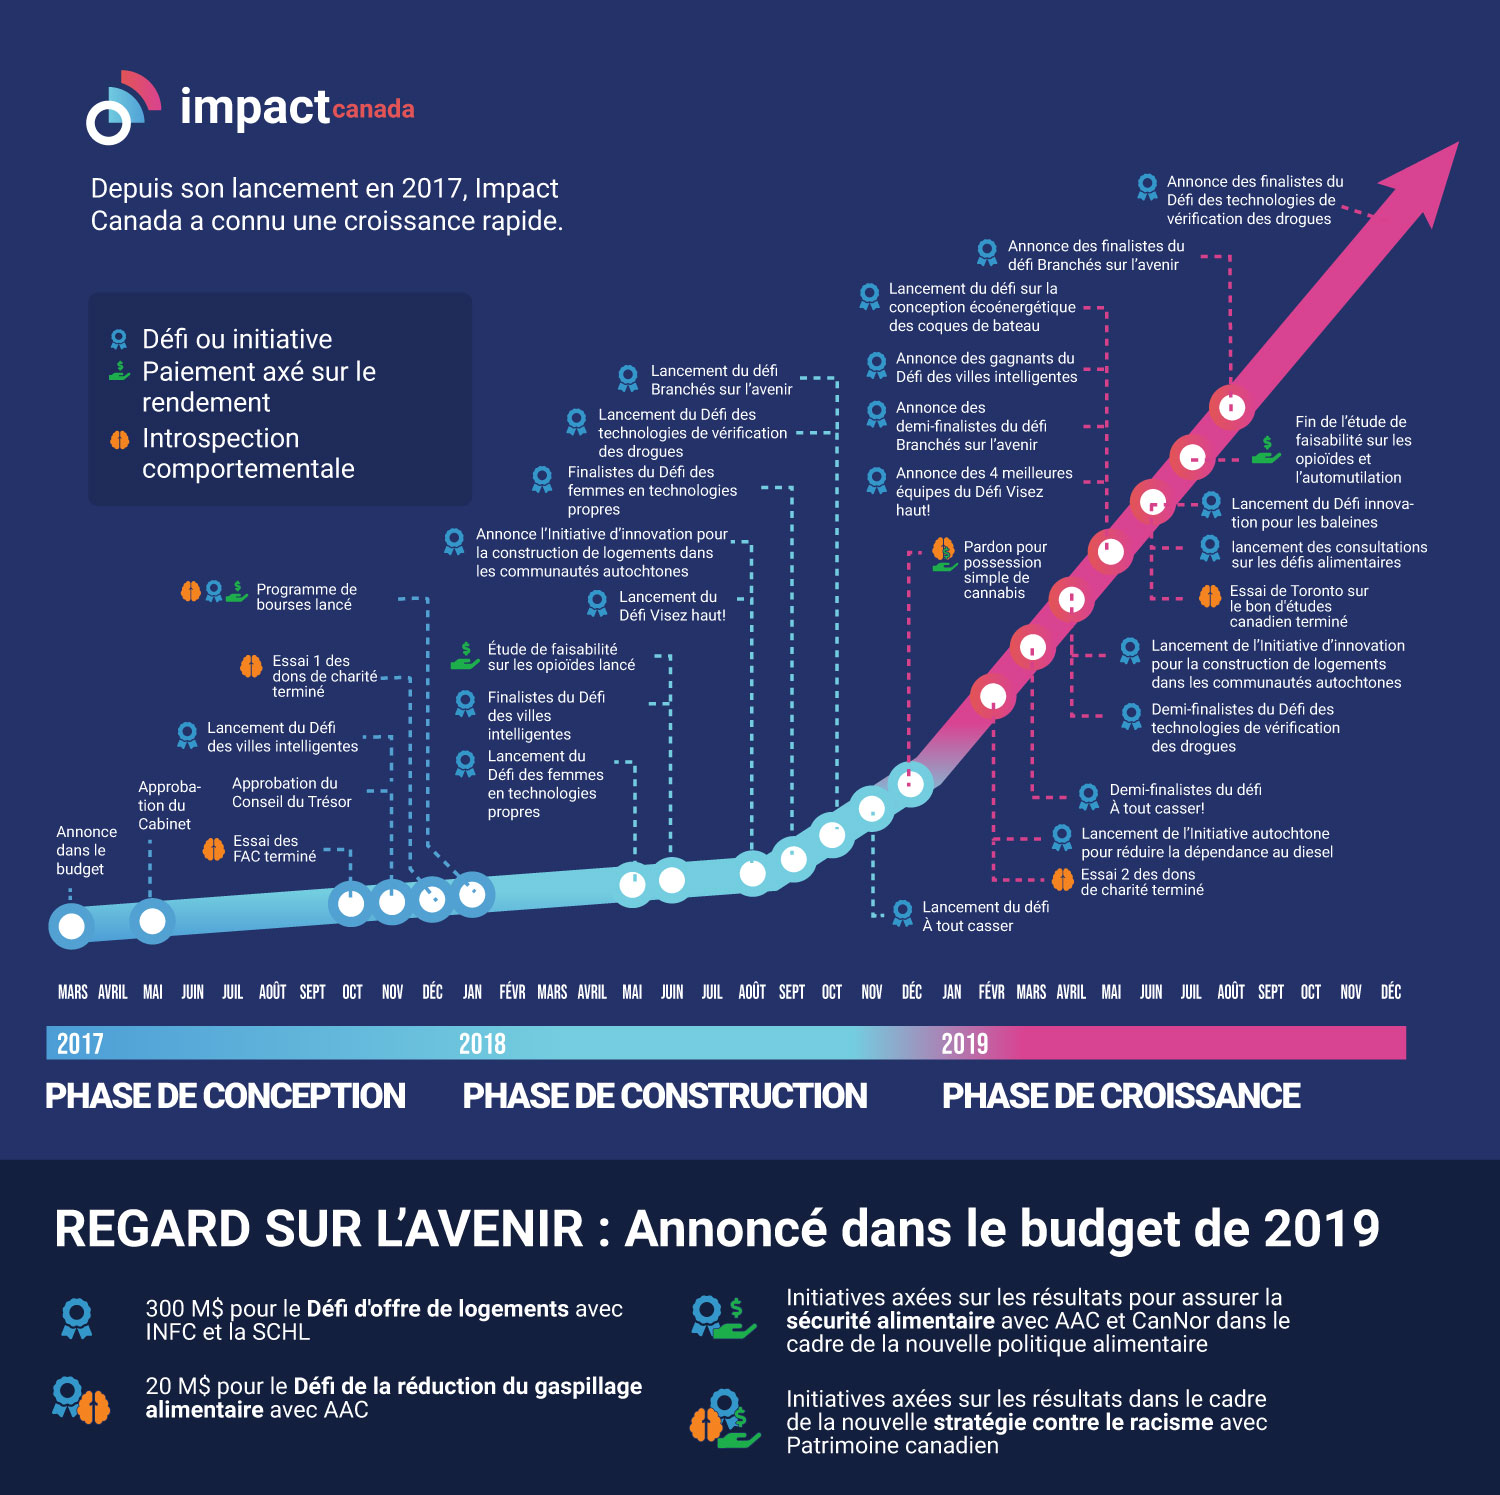 impact canada
Depuis son lancement en 2017, Impact
Canada a connu une croissance rapide.
Défi ou initiative
Paiement axé sur le
rendement
Introspection
comportementale
Annonce
dans le
budget
Approba-
tion du
Cabinet
Essai des
FAC terminé
Approbation du
Conseil du Trésor
Lancement du Défi
des villes intelligentes
Essai 1 des
dons de charité
terminé
Programme de
bourses lancé
Lancement du
Défi des femmes
en technologies
propres
Finalistes du Défi
des villes
intelligentes
Étude de faisabilité
sur les opioïdes lancé
Lancement du
Défi Visez haut!
Annonce l'Initiative d'innovation pour
la construction de logements dans
les communautés autochtones
Finalistes du Défi des
femmes en technologies
propres
Lancement du Défi des
technologies de vérification
des drogues
Lancement du défi
Branchés sur l'avenir
Lancement du défi
À tout casser
Pardon pour
possession
simple de
cannabis
Essai 2 des dons
de charité terminé
Lancement de l'Initiative autochtone
pour réduire la dépendance au diesel
Demi-finalistes du défi
À tout casser!
Demi-finalistes du Défi des
technologies de vérification
des drogues
Lancement de l'Initiative d'innovation
pour la construction de logements
dans les communautés autochtones
Annonce des 4 meilleures
équipes du Défi Visez
haut!
Annonce des
demi-finalistes du défi
Branchés sur l'avenir
Annonce des gagnants du
Défi des villes intelligentes
Lancement du défi sur la
conception écoénergétique
des coques de bateau
Essai de Toronto sur
le bon d'études
canadien terminé
lancement des consultations
sur les défis alimentaires
Lancement du Défi innova-
tion pour les baleines
Fin de l'étude de
faisabilité sur les
opioïdes et
l'automutilation
Annonce des finalistes du
défi Branchés sur l'avenir
Annonce des finalistes du
Défi des technologies de
vérification des drogues
MARS AVRIL MAI JUIN JUIL AOÛT SEPT OCT NOV DÉC JAN FÉVR MARS AVRIL MAI JUIN JUIL AOÛT SEPT OCT NOV DÉC JAN FÉVR MARS AVRIL MAI JUIN JUIL AOÛT SEPT OCT NOV DÉC
2017 2018 2019
PHASE DE CONCEPTION PHASE DE CONSTRUCTION PHASE DE CROISSANCE
REGARD SUR L'AVENIR : Annoncé dans le budget de 2019
300 M$ pour le Défi d'offre de logements avec
INFC et la SCHL
20 M$ pour le Défi de la réduction du gaspillage
alimentaire avec AAC
Initiatives axées sur les résultats pour assurer la
sécurité alimentaire avec AAC et CanNor dans le
cadre de la nouvelle politique alimentaire
Initiatives axées sur les résultats dans le cadre
de la nouvelle stratégie contre le racisme avec
Patrimoine canadien